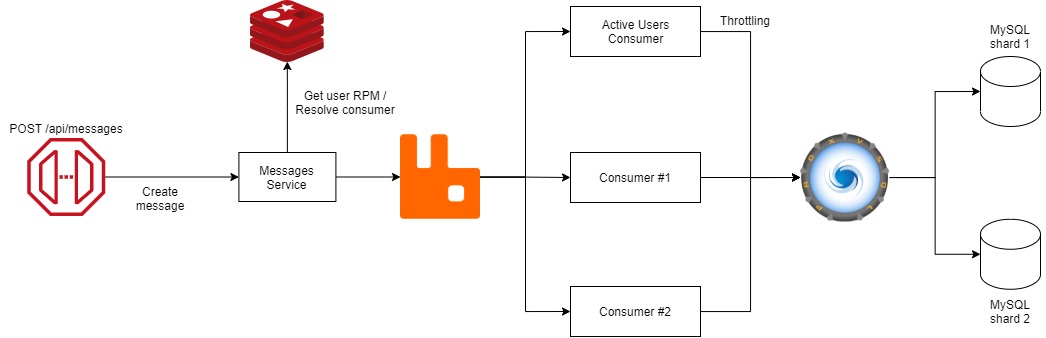 Active Users
Consumer
Throttling
MySQL
shard 1
Get user RPM /
Resolve consumer
POST /api/messages
Create
message
Messages
Service
Consumer #1
PROXYSQL
Consumer #2
MySQL
shard 2